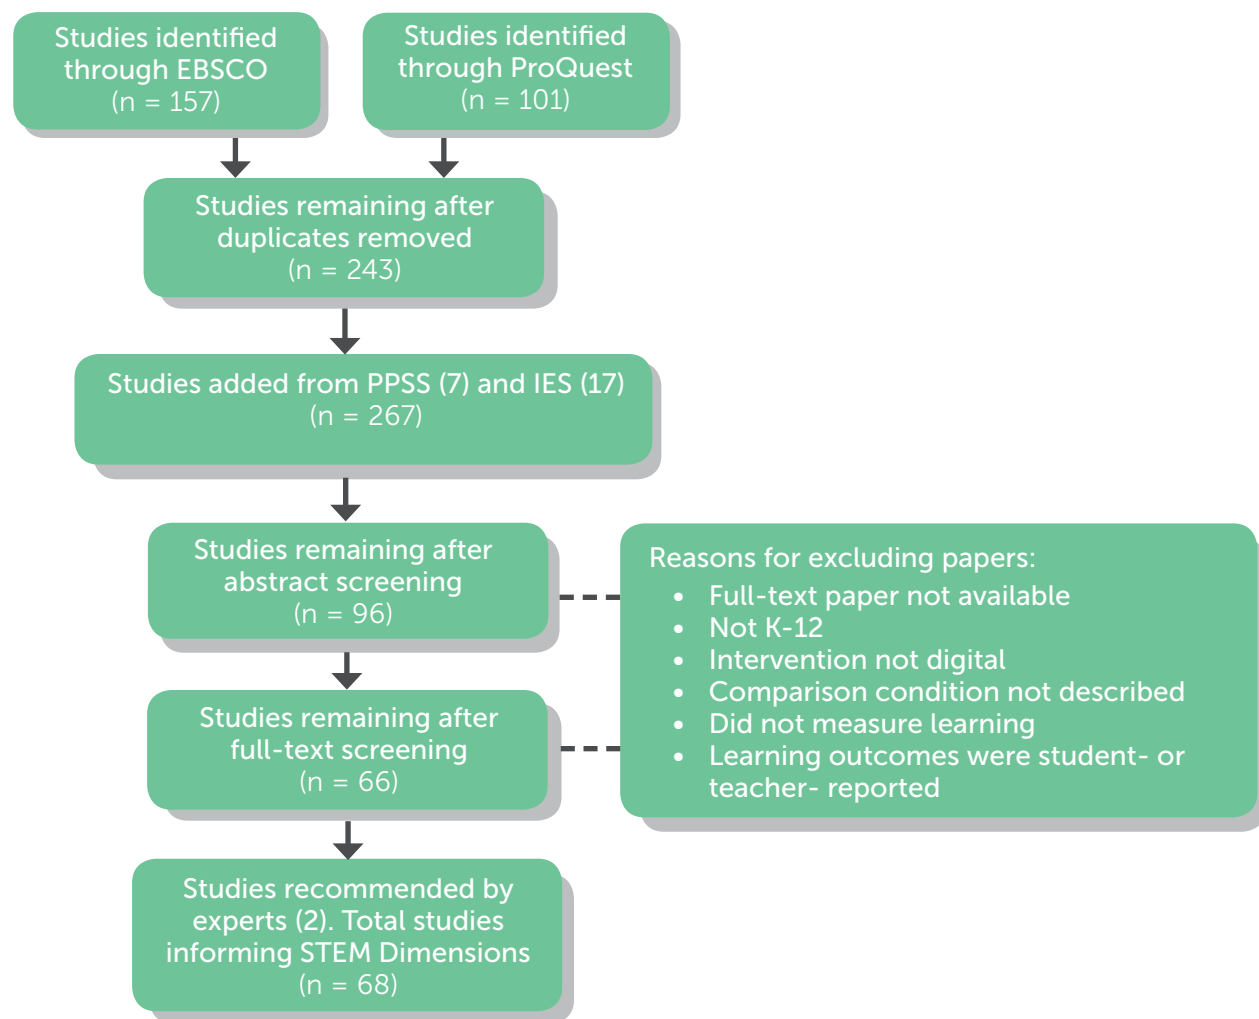 Studies identified
through EBSCO
(n = 157)
Studies identified
through ProQuest
(n = 101)
Studies remaining after
duplicates removed
(n = 243)
Studies added from PPSS (7) and IES (17)
(n = 267)
Studies remaining after
abstract screening
(n = 96)
Reasons for excluding papers:
• Full-text paper not available
• Not K-12
• Intervention not digital
• Comparison condition not described
• Did not measure learning
• Learning outcomes were student- or
teacher- reported
Studies remaining after
full-text screening
(n = 66)
Studies recommended by
experts (2). Total studies
informing STEM Dimensions
(n = 68)